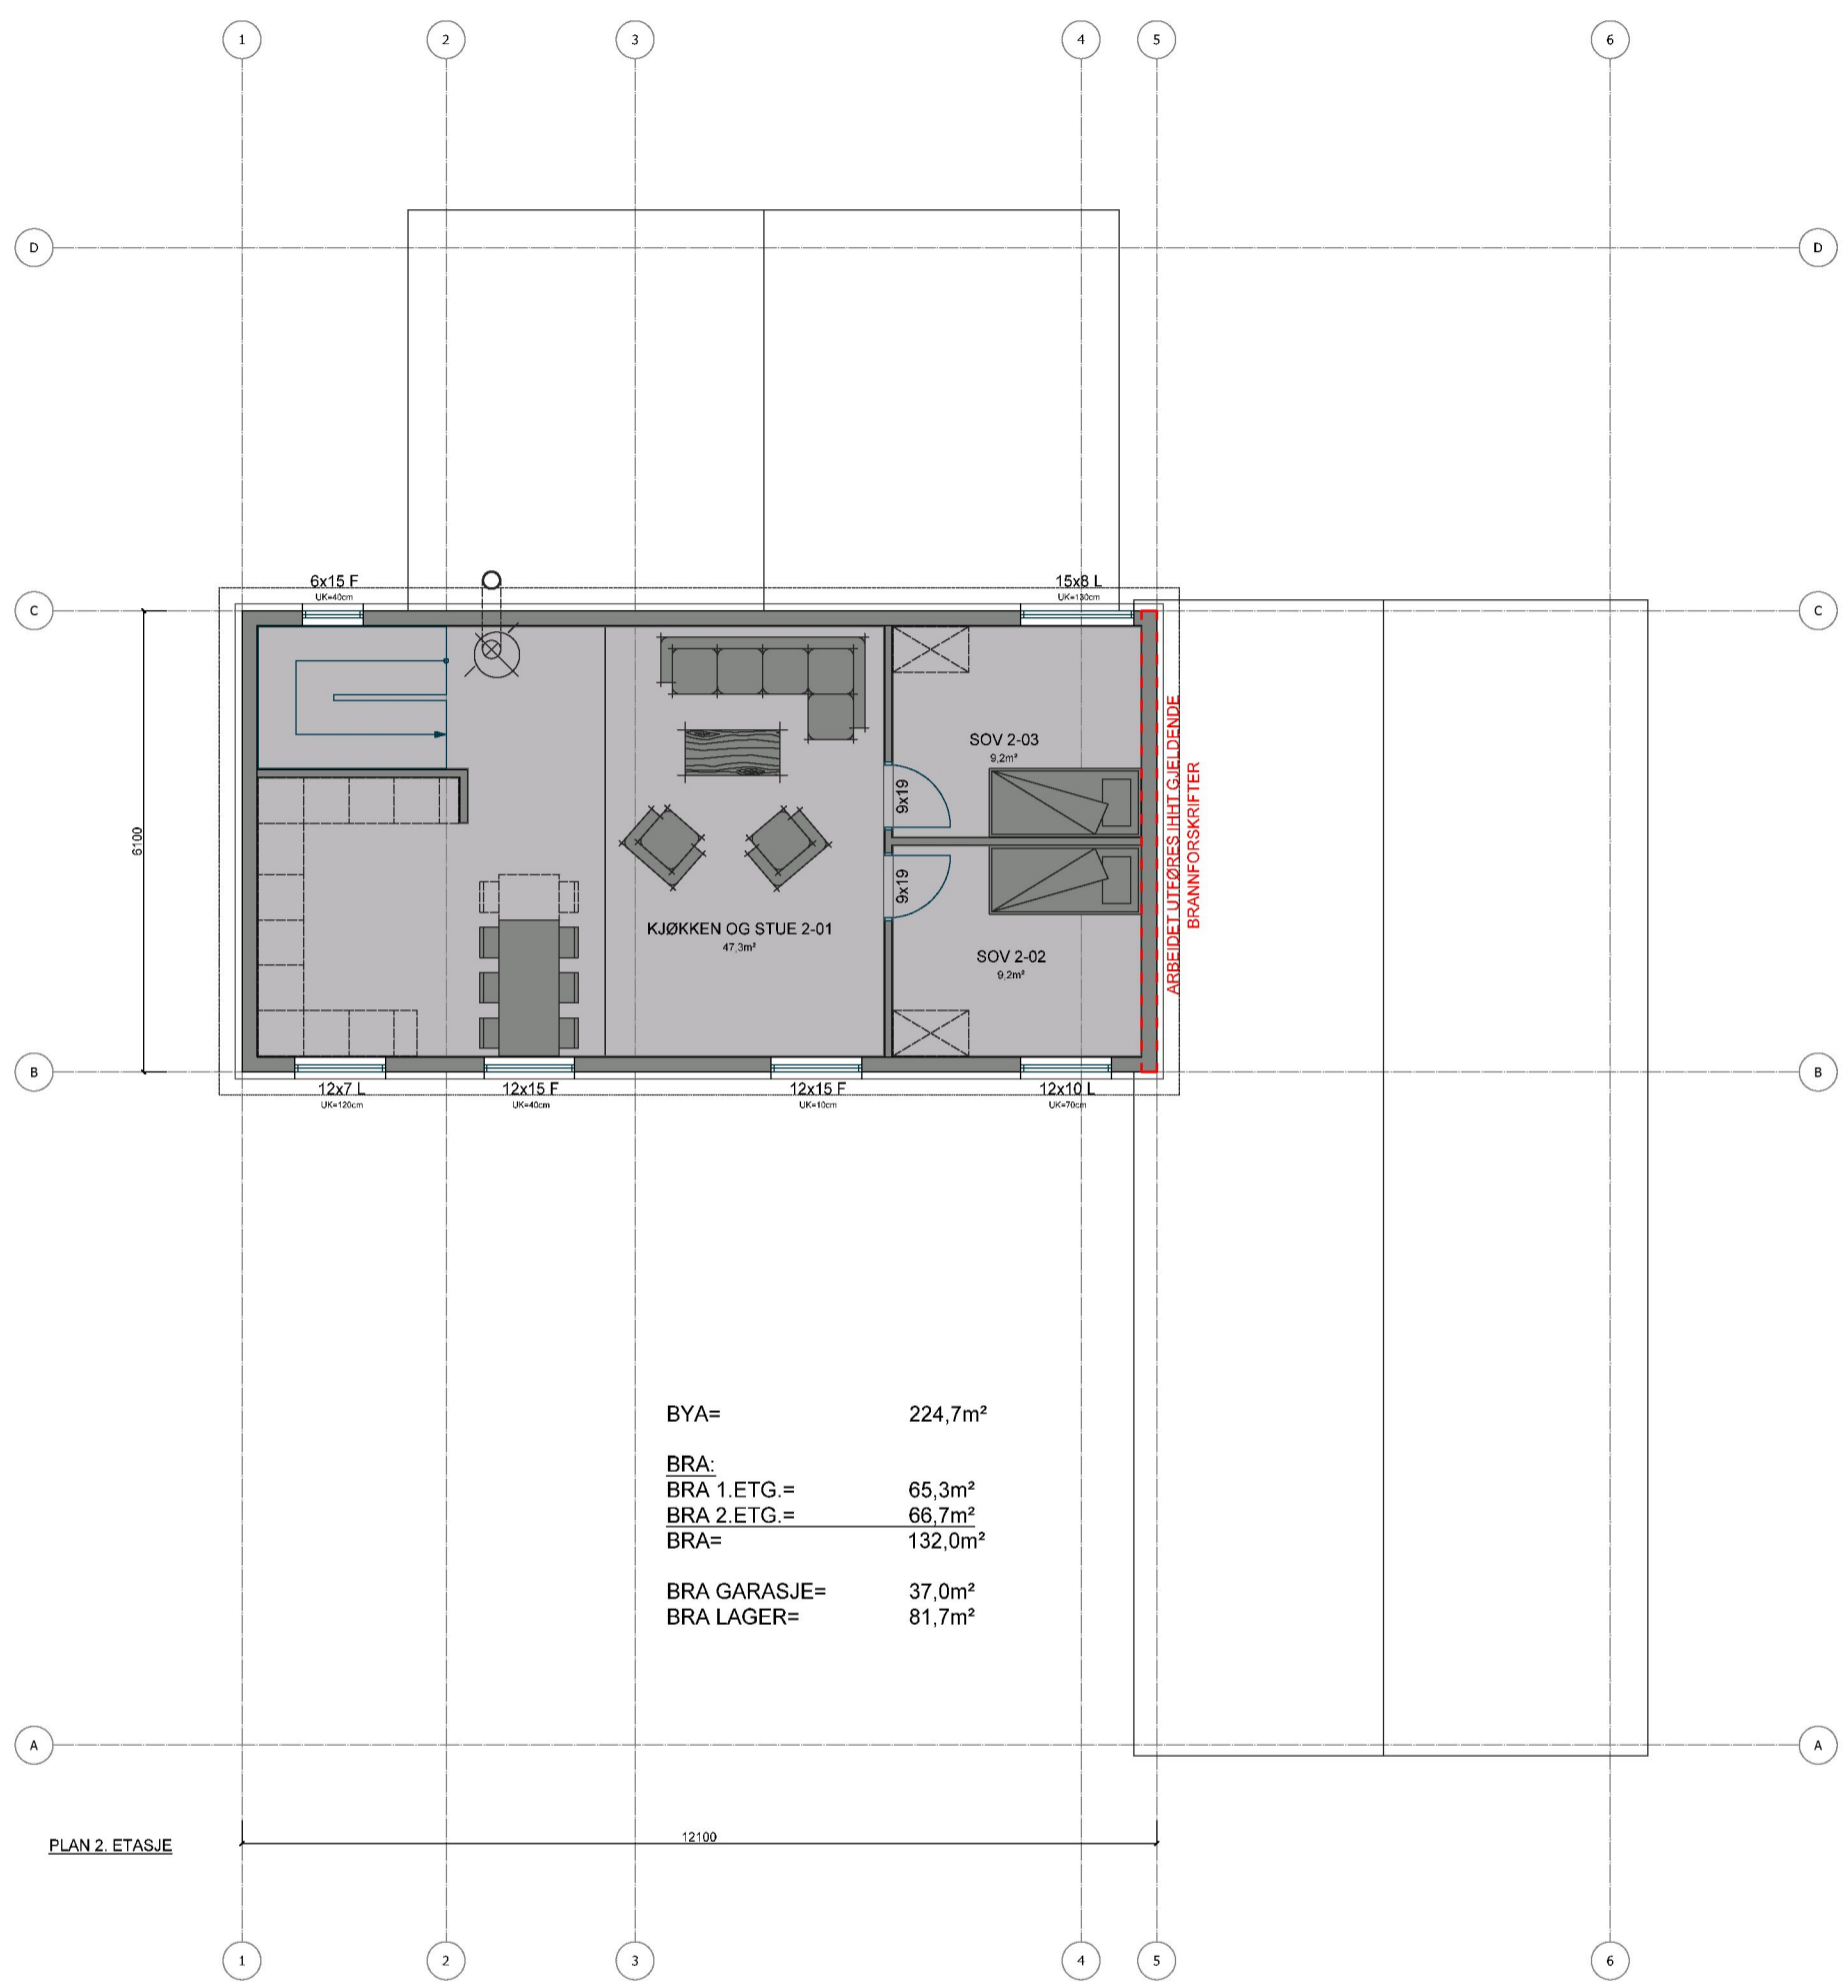 1 2 3 4 5 6
D D
6x15 F 15x8 L
UK=40cm UK=130cm
C C
SOV 2-03
9,2m²
9x19
6100
9x19
ARBEIDET UTFØRES IHHT GJELDENDE
BRANNFORSKRIFTER
KJØKKEN OG STUE 2-01
47,3m²
SOV 2-02
9,2m²
B B
12x7 L 12x15 F 12x15 F 12x10 L
UK=120cm UK=40cm UK=10cm UK=70cm
BYA= 224,7m²
BRA:
BRA 1.ETG.= 65,3m²
BRA 2.ETG.= 66,7m²
BRA= 132,0m²
BRA GARASJE= 37,0m²
BRA LAGER= 81,7m²
A A
12100
PLAN 2. ETASJE
1 2 3 4 5 6